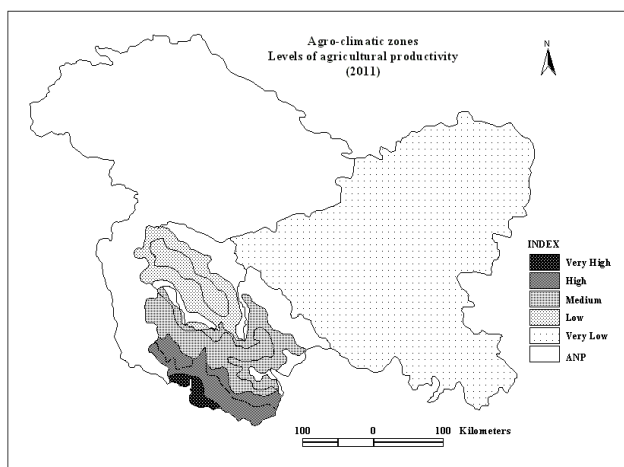 Agro-climatic zones
Levels of agricultural productivity
(2011)
N
INDEX
Very High
High
Medium
Low
Very Low
ANP
100 0 100 Kilometers